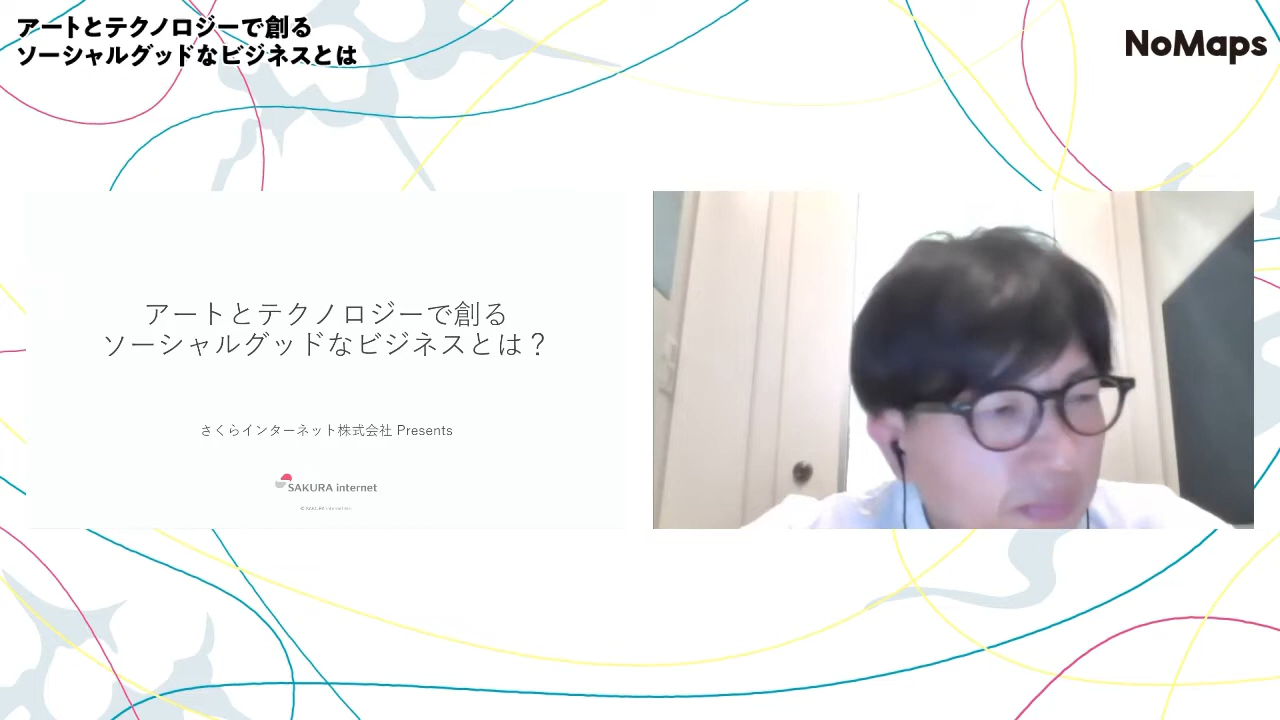 アートとテクノロジーで創る
ソーシャルグッドなビジネスとは
NoMaps
アートとテクノロジーで創る
ソーシャルグッドなビジネスとは？
さくらインターネット株式会社 Presents
SAKURA internet